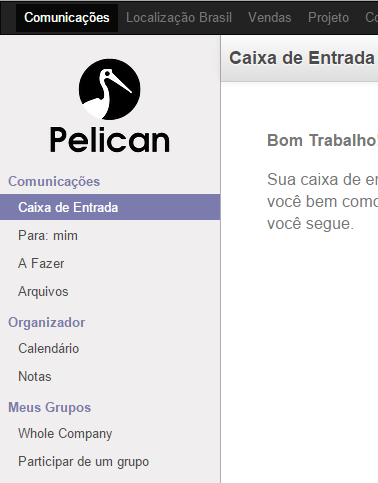 Comunicações Localização Brasil Vendas Projeto
Caixa de Entrada
Pelican
Bom Trabalho!
Comunicações
Sua caixa de
Caixa de Entrada
você bem como
Para: mim
você segue.
A Fazer
Arquivos
Organizador
Calendário
Notas
Meus Grupos
Whole Company
Participar de um grupo